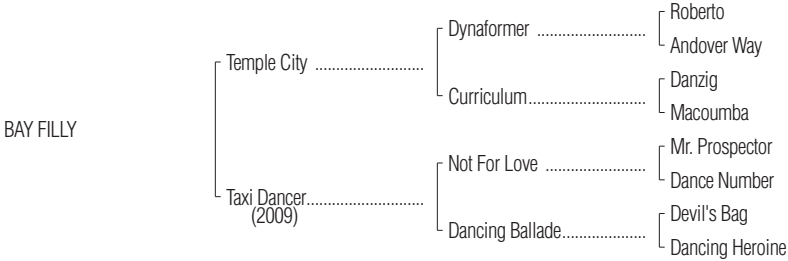 Roberto
Dynaformer ..........................
Andover Way
Temple City ..........................
Danzig
Curriculum............................
Macoumba
BAY FILLY
Mr. Prospector
Not For Love ........................
Dance Number
Taxi Dancer............................
(2009)
Devil's Bag
Dancing Ballade....................
Dancing Heroine